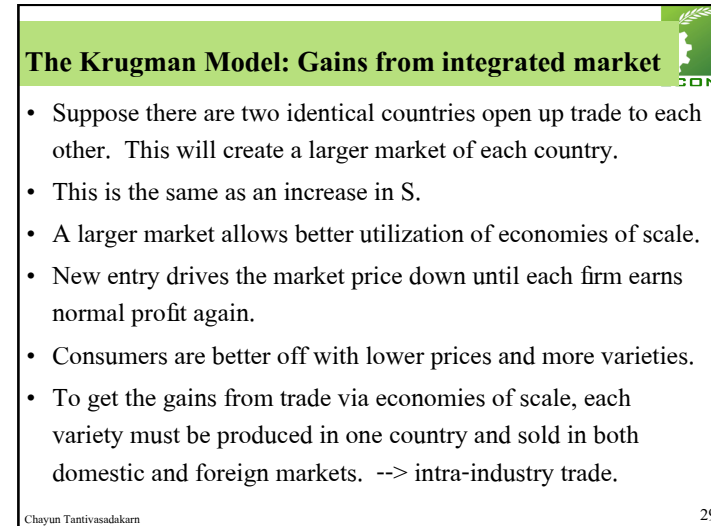 The Krugman Model: Gains from integrated market
• Suppose there are two identical countries open up trade to each
other. This will create a larger market of each country.
• This is the same as an increase in S.
• A larger market allows better utilization of economies of scale.
• New entry drives the market price down until each firm earns
normal profit again.
• Consumers are better off with lower prices and more varieties.
• To get the gains from trade via economies of scale, each
variety must be produced in one country and sold in both
domestic and foreign markets. --> intra-industry trade.
Chayun Tantivasadakarn